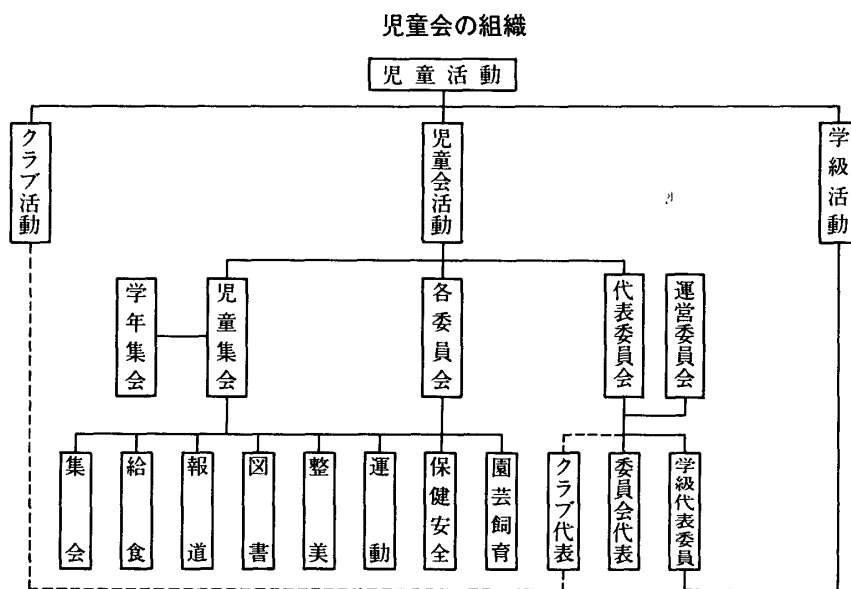 児童会の組織
児童活動
クラブ活動
児童会活動
学級活動
学年集会
児童集会
各委員会
代表委員会
運営委員会
集会
給食
報道
図書
整美
運動
保健安全
園芸飼育
クラブ代表
委員会代表
学級代表委員